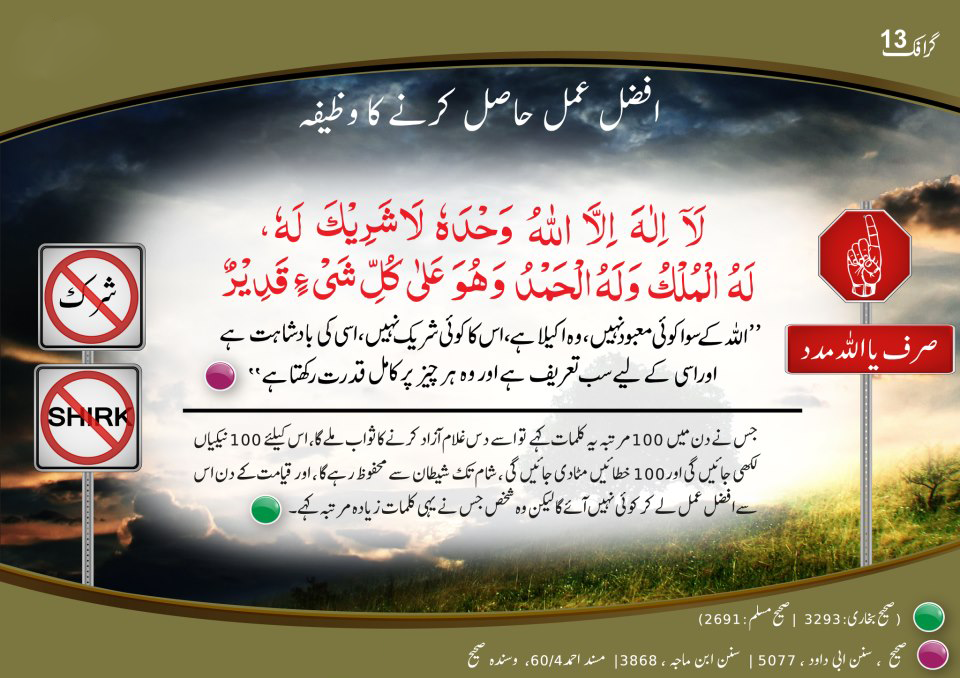 گرافک 13
افضل عمل حاصل کرنے کا وظیفہ
لَآ اِلٰهَ اِلَّا اللهُ وَحْدَهٗ لَا شَرِيْكَ لَهٗ،
لَهُ الْمُلْكُ وَلَهُ الْحَمْدُ وَهُوَ عَلٰى كُلِّ شَىْءٍ قَدِيْرٌ
’’اللہ کے سوا کوئی معبود نہیں، وہ اکیلا ہے، اس کا کوئی شریک نہیں، اسی کی بادشاہت ہے
اور اسی کے لیے سب تعریف ہے اور وہ ہر چیز پر کامل قدرت رکھتا ہے‘‘
جس نے دن میں 100 مرتبہ یہ کلمات کہے تو اسے دس غلام آزاد کرنے کا ثواب ملے گا، اس کیلئے 100 نیکیاں
لکھی جائیں گی اور 100 خطائیں مٹا دی جائیں گی، شام تک شیطان سے محفوظ رہے گا، اور قیامت کے دن اس
سے افضل عمل لے کر کوئی نہیں آئے گا لیکن وہ شخص جس نے یہی کلمات زیادہ مرتبہ کہے۔
صرف یا اللہ مدد
شرک
SHIRK
(صحیح بخاری: 3293 | صحیح مسلم: 2691)
صحیح ، سنن ابی داود ، 5077 | سنن ابن ماجہ ، 3868| مسند احمد 60/4، وسندہ صحیح